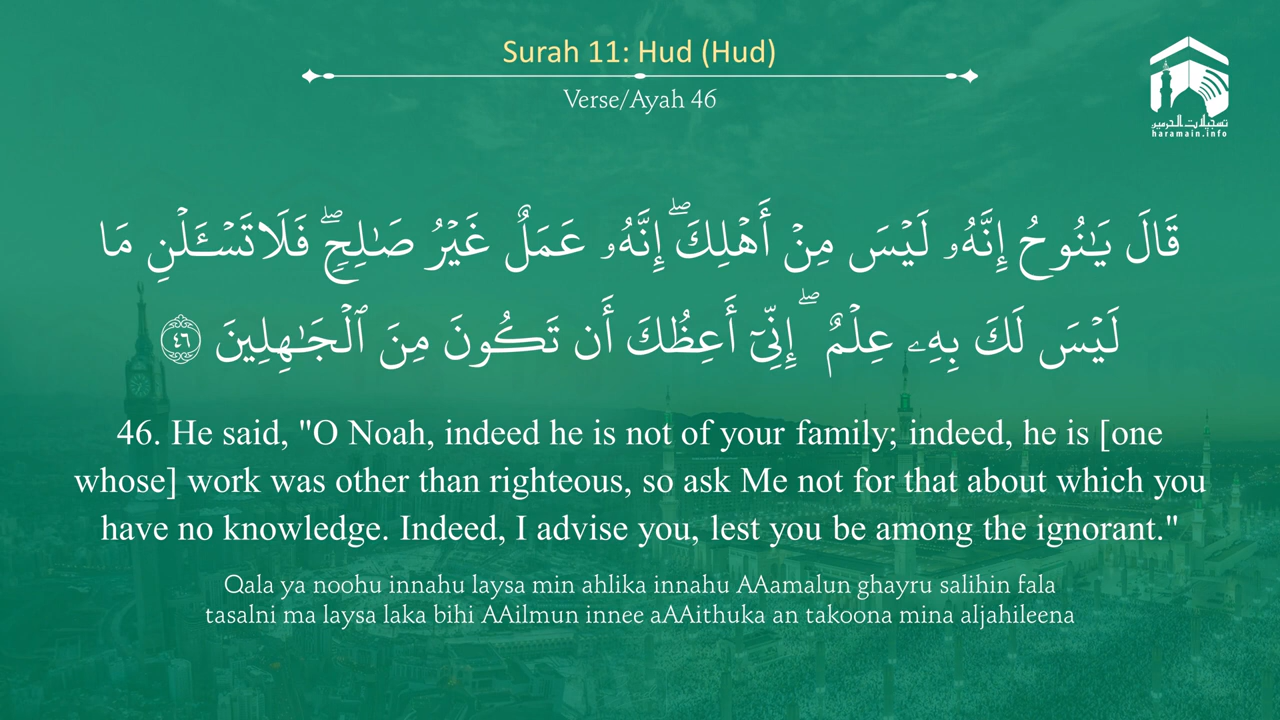 Surah 11: Hud (Hud)
Verse/Ayah 46
تسجيلات الحرمين
haramain.info
قَالَ يَـٰنُوحُ إِنَّهُۥ لَيْسَ مِنْ أَهْلِكَ ۖ إِنَّهُۥ عَمَلٌ غَيْرُ صَـٰلِحٍ ۖ فَلَا تَسْـَٔلْنِ مَا
لَيْسَ لَكَ بِهِۦ عِلْمٌ ۖ إِنِّىٓ أَعِظُكَ أَن تَكُونَ مِنَ ٱلْجَـٰهِلِينَ ٤٦
46. He said, "O Noah, indeed he is not of your family; indeed, he is [one
whose] work was other than righteous, so ask Me not for that about which you
have no knowledge. Indeed, I advise you, lest you be among the ignorant."
Qala ya noohu innahu laysa min ahlika innahu AAamalun ghayru salihin fala
tasalni ma laysa laka bihi AAilmun innee aAAithuka an takoona mina aljahileena